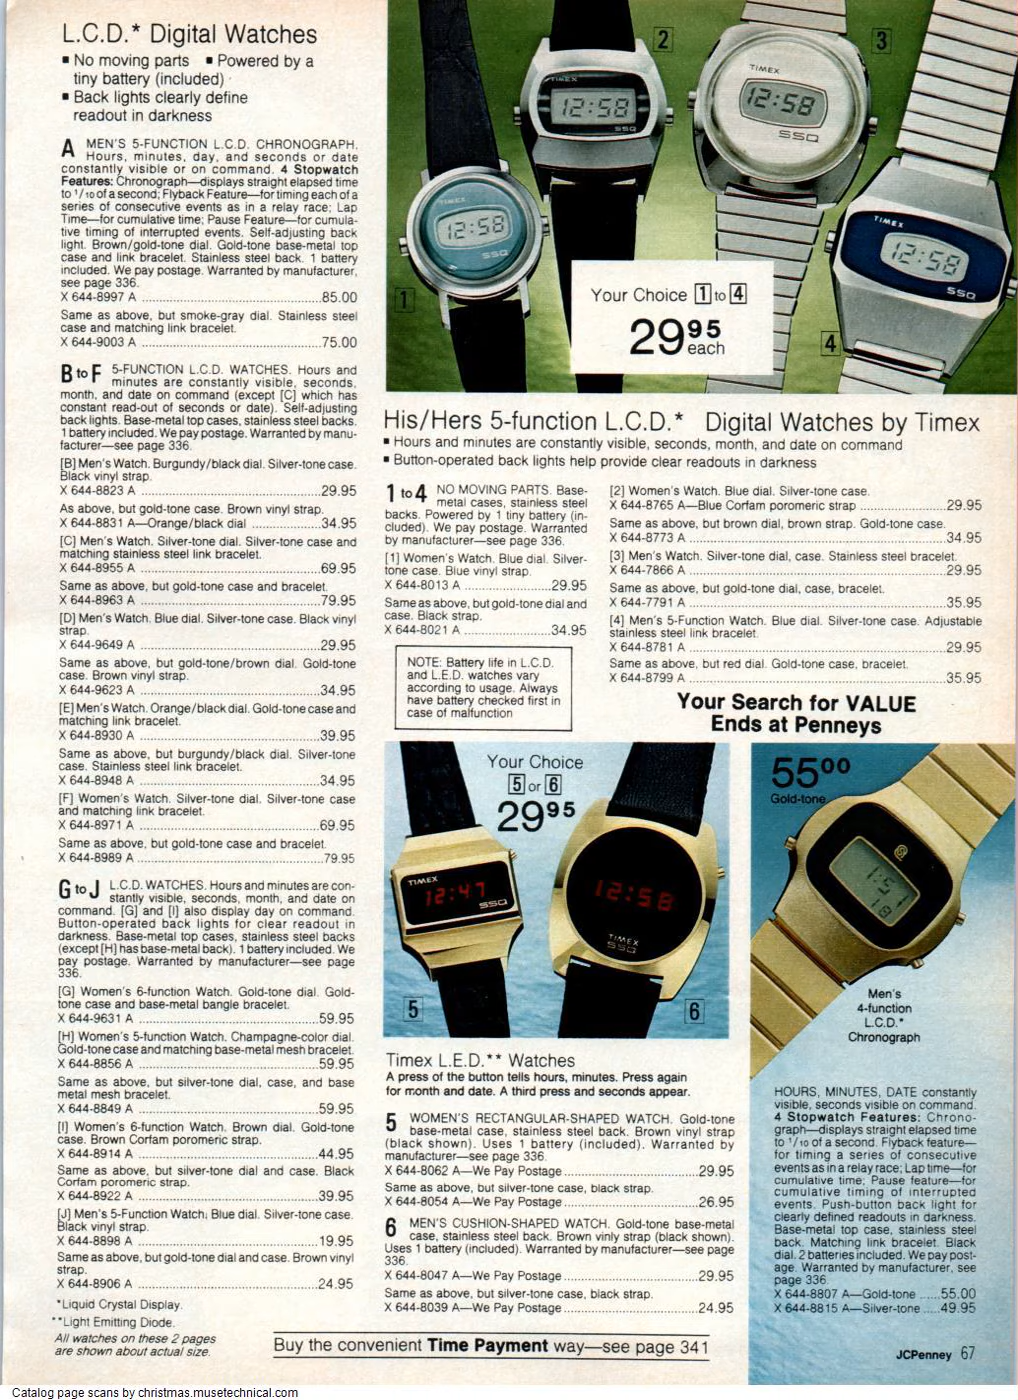 L.C.D.* Digital Watches
▪ No moving parts ▪ Powered by a
tiny battery (included)
▪ Back lights clearly define
readout in darkness
A MEN'S 5-FUNCTION L.C.D. CHRONOGRAPH.
Hours, minutes, day, and seconds or date
constantly visible or on command. 4 Stopwatch
Features: Chronograph—displays straight elapsed time
to 1/10 of a second; Flyback Feature—for timing each of a
series of consecutive events as in a relay race; Lap
Time—for cumulative time; Pause Feature—for cumula-
tive timing of interrupted events. Self-adjusting back
light. Brown/gold-tone dial. Gold-tone base-metal top
case and link bracelet. Stainless steel back. 1 battery
included. We pay postage. Warranted by manufacturer,
see page 336.
X 644-8997 A ........ 85.00
Same as above, but smoke-gray dial. Stainless steel
case and matching link bracelet.
X 644-9003 A ........ 75.00
B to F 5-FUNCTION L.C.D. WATCHES. Hours and
minutes are constantly visible, seconds,
month, and date on command (except [C] which has
constant read-out of seconds or date). Self-adjusting
back lights. Base-metal top cases, stainless steel backs.
1 battery included. We pay postage. Warranted by manu-
facturer—see page 336.
[B] Men's Watch. Burgundy/black dial. Silver-tone case.
Black vinyl strap.
X 644-8823 A ........ 29.95
As above, but gold-tone case. Brown vinyl strap.
X 644-8831 A—Orange/black dial ........ 34.95
[C] Men's Watch. Silver-tone dial. Silver-tone case and
matching stainless steel link bracelet.
X 644-8955 A ........ 69.95
Same as above, but gold-tone case and bracelet.
X 644-8963 A ........ 79.95
[D] Men's Watch. Blue dial. Silver-tone case. Black vinyl
strap.
X 644-9649 A ........ 29.95
Same as above, but gold-tone/brown dial. Gold-tone
case. Brown vinyl strap.
X 644-9623 A ........ 34.95
[E] Men's Watch. Orange/black dial. Gold-tone case and
matching link bracelet.
X 644-8930 A ........ 39.95
Same as above, but burgundy/black dial. Silver-tone
case. Stainless steel link bracelet.
X 644-8948 A ........ 34.95
[F] Women's Watch. Silver-tone dial. Silver-tone case
and matching link bracelet.
X 644-8971 A ........ 69.95
Same as above, but gold-tone case and bracelet.
X 644-8989 A ........ 79.95
G to J L.C.D. WATCHES. Hours and minutes are con-
stantly visible, seconds, month, and date on
command. [G] and [I] also display day on command.
Button-operated back lights for clear readout in
darkness. Base-metal top cases, stainless steel backs
(except [H] has base-metal back). 1 battery included. We
pay postage. Warranted by manufacturer—see page
336.
[G] Women's 6-function Watch. Gold-tone dial. Gold-
tone case and base-metal bangle bracelet.
X 644-9631 A ........ 59.95
[H] Women's 5-function Watch. Champagne-color dial.
Gold-tone case and matching base-metal mesh bracelet.
X 644-8856 A ........ 59.95
Same as above, but silver-tone dial, case, and base
metal mesh bracelet.
X 644-8849 A ........ 59.95
[I] Women's 6-function Watch. Brown dial. Gold-tone
case. Brown Corfam poromeric strap.
X 644-8914 A ........ 44.95
Same as above, but silver-tone dial and case. Black
Corfam poromeric strap.
X 644-8922 A ........ 39.95
[J] Men's 5-Function Watch. Blue dial. Silver-tone case.
Black vinyl strap.
X 644-8898 A ........ 19.95
Same as above, but gold-tone dial and case. Brown vinyl
strap.
X 644-8906 A ........ 24.95
*Liquid Crystal Display.
**Light Emitting Diode.
All watches on these 2 pages
are shown about actual size.
1
TIMEX
12:58
SSQ
2
TIMEX
12:58
SSQ
3
TIMEX
12:58
SSQ
4
TIMEX
12:58
SSQ
Your Choice 1 to 4
29 95
each
His/Hers 5-function L.C.D.* Digital Watches by Timex
▪ Hours and minutes are constantly visible, seconds, month, and date on command
▪ Button-operated back lights help provide clear readouts in darkness
1 to 4 NO MOVING PARTS. Base-
metal cases, stainless steel
backs. Powered by 1 tiny battery (in-
cluded). We pay postage. Warranted
by manufacturer—see page 336.
[1] Women's Watch. Blue dial. Silver-
tone case. Blue vinyl strap.
X 644-8013 A ........ 29.95
Same as above, but gold-tone dial and
case. Black strap.
X 644-8021 A ........ 34.95
[2] Women's Watch. Blue dial. Silver-tone case.
X 644-8765 A—Blue Corfam poromeric strap ........ 29.95
Same as above, but brown dial, brown strap. Gold-tone case.
X 644-8773 A ........ 34.95
[3] Men's Watch. Silver-tone dial, case. Stainless steel bracelet.
X 644-7866 A ........ 29.95
Same as above, but gold-tone dial, case, bracelet.
X 644-7791 A ........ 35.95
[4] Men's 5-Function Watch. Blue dial. Silver-tone case. Adjustable
stainless steel link bracelet.
X 644-8781 A ........ 29.95
Same as above, but red dial. Gold-tone case, bracelet.
X 644-8799 A ........ 35.95
NOTE: Battery life in L.C.D.
and L.E.D. watches vary
according to usage. Always
have battery checked first in
case of malfunction
Your Search for VALUE
Ends at Penneys
Your Choice
5 or 6
29 95
TIMEX
12:47
SSQ
5
12:58
TIMEX
SSQ
6
Timex L.E.D.** Watches
A press of the button tells hours, minutes. Press again
for month and date. A third press and seconds appear.
5 WOMEN'S RECTANGULAR-SHAPED WATCH. Gold-tone
base-metal case, stainless steel back. Brown vinyl strap
(black shown). Uses 1 battery (included). Warranted by
manufacturer—see page 336.
X 644-8062 A—We Pay Postage ........ 29.95
Same as above, but silver-tone case, black strap.
X 644-8054 A—We Pay Postage ........ 26.95
6 MEN'S CUSHION-SHAPED WATCH. Gold-tone base-metal
case, stainless steel back. Brown vinly strap (black shown).
Uses 1 battery (included). Warranted by manufacturer—see page
336.
X 644-8047 A—We Pay Postage ........ 29.95
Same as above, but silver-tone case, black strap.
X 644-8039 A—We Pay Postage ........ 24.95
55 00
Gold-tone
Men's
4-function
L.C.D.*
Chronograph
HOURS, MINUTES, DATE constantly
visible, seconds visible on command.
4 Stopwatch Features: Chrono-
graph—displays straight elapsed time
to 1/10 of a second. Flyback feature—
for timing a series of consecutive
events as in a relay race; Lap time—for
cumulative time; Pause feature—for
cumulative timing of interrupted
events. Push-button back light for
clearly defined readouts in darkness.
Base-metal top case, stainless steel
back. Matching link bracelet. Black
dial. 2 batteries included. We pay post-
age. Warranted by manufacturer, see
page 336.
X 644-8807 A—Gold-tone ...... 55.00
X 644-8815 A—Silver-tone ..... 49.95
Buy the convenient Time Payment way—see page 341
JCPenney 67
Catalog page scans by christmas.musetechnical.com